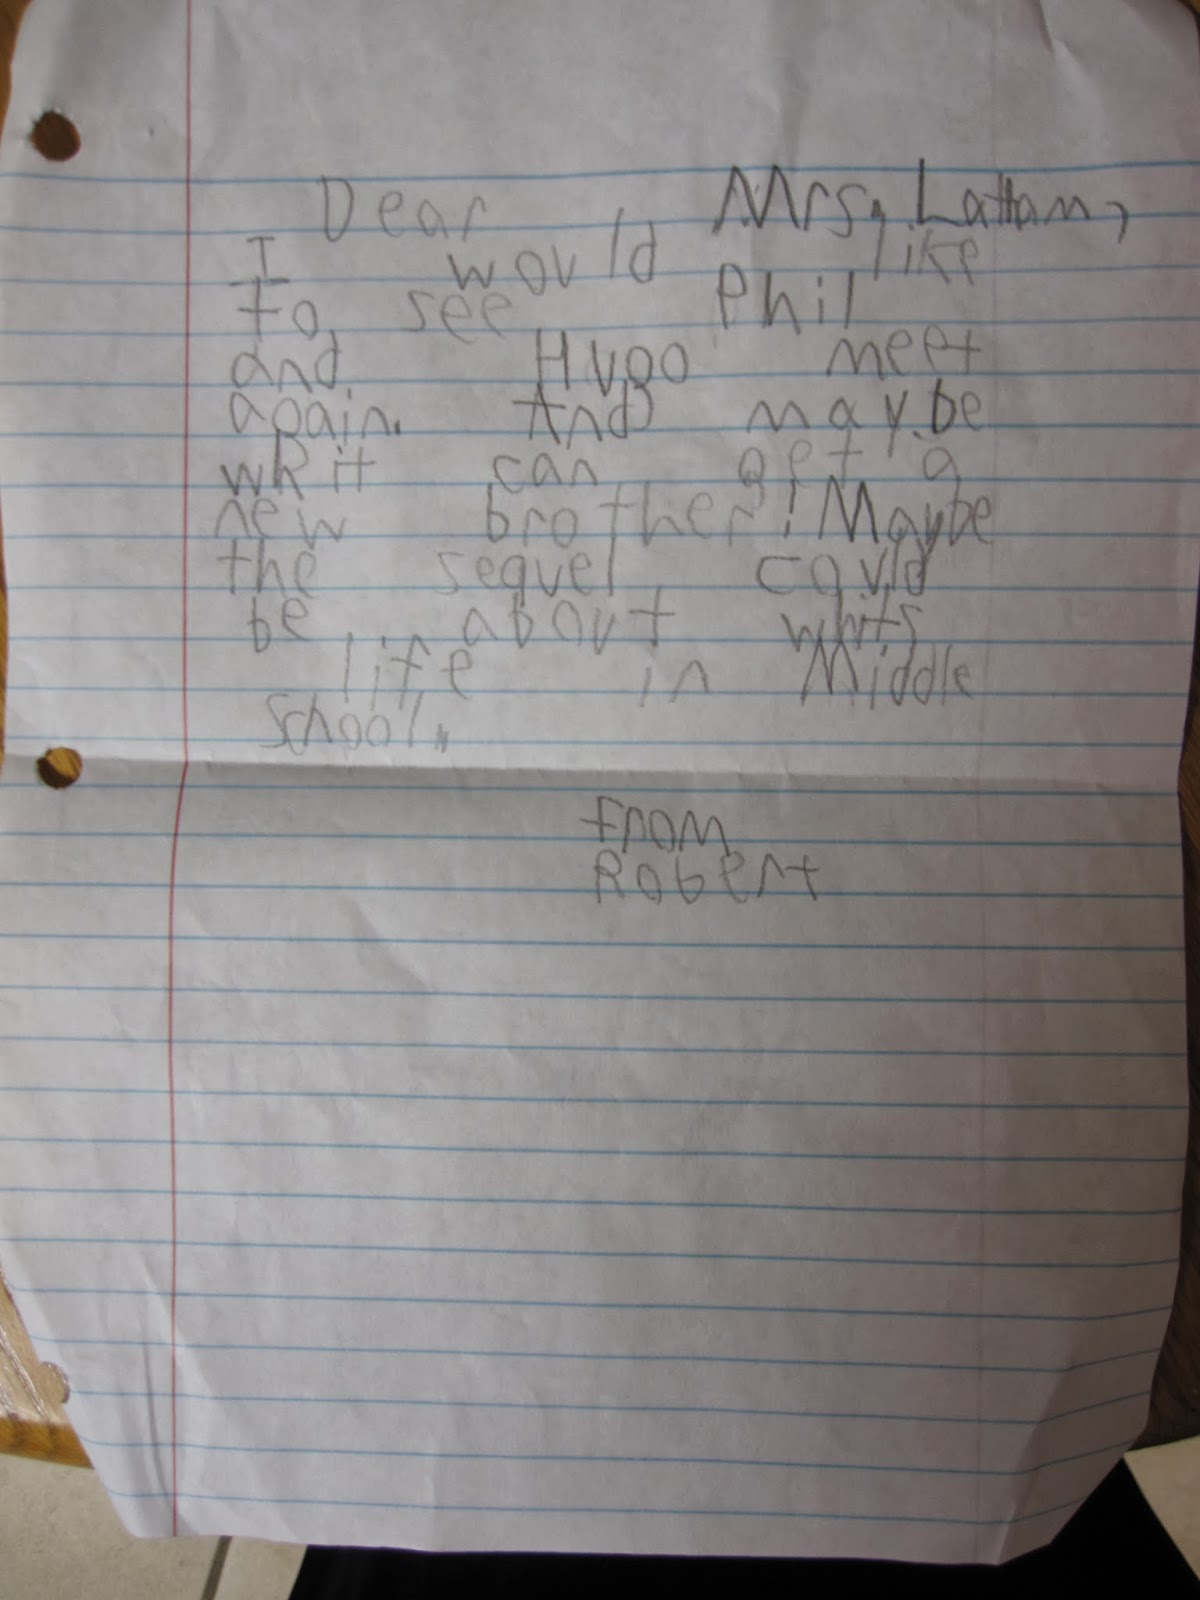 Dear Mrs. Lattam,
I would like
to see Phil
and Hugo meet
again. And maybe
whit can get a
new brother! Maybe
the sequel could
be about whits
life in Middle
School.
From
Robert